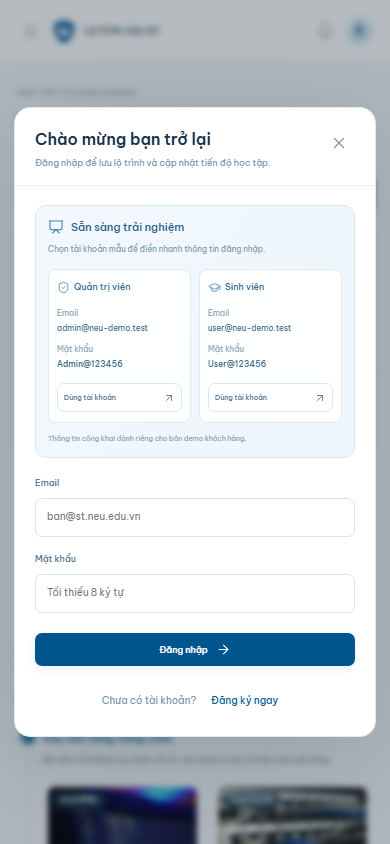 Chào mừng bạn trở lại
Đăng nhập để lưu lộ trình và cập nhật tiến độ học tập.
Sẵn sàng trải nghiệm
Chọn tài khoản mẫu để điền nhanh thông tin đăng nhập.
Quản trị viên
Email
admin@neu-demo.test
Mật khẩu
Admin@123456
Dùng tài khoản
Sinh viên
Email
user@neu-demo.test
Mật khẩu
User@123456
Dùng tài khoản
Thông tin công khai dành riêng cho bản demo khách hàng.
Email
ban@st.neu.edu.vn
Mật khẩu
Tối thiểu 8 ký tự
Đăng nhập
Chưa có tài khoản? Đăng ký ngay